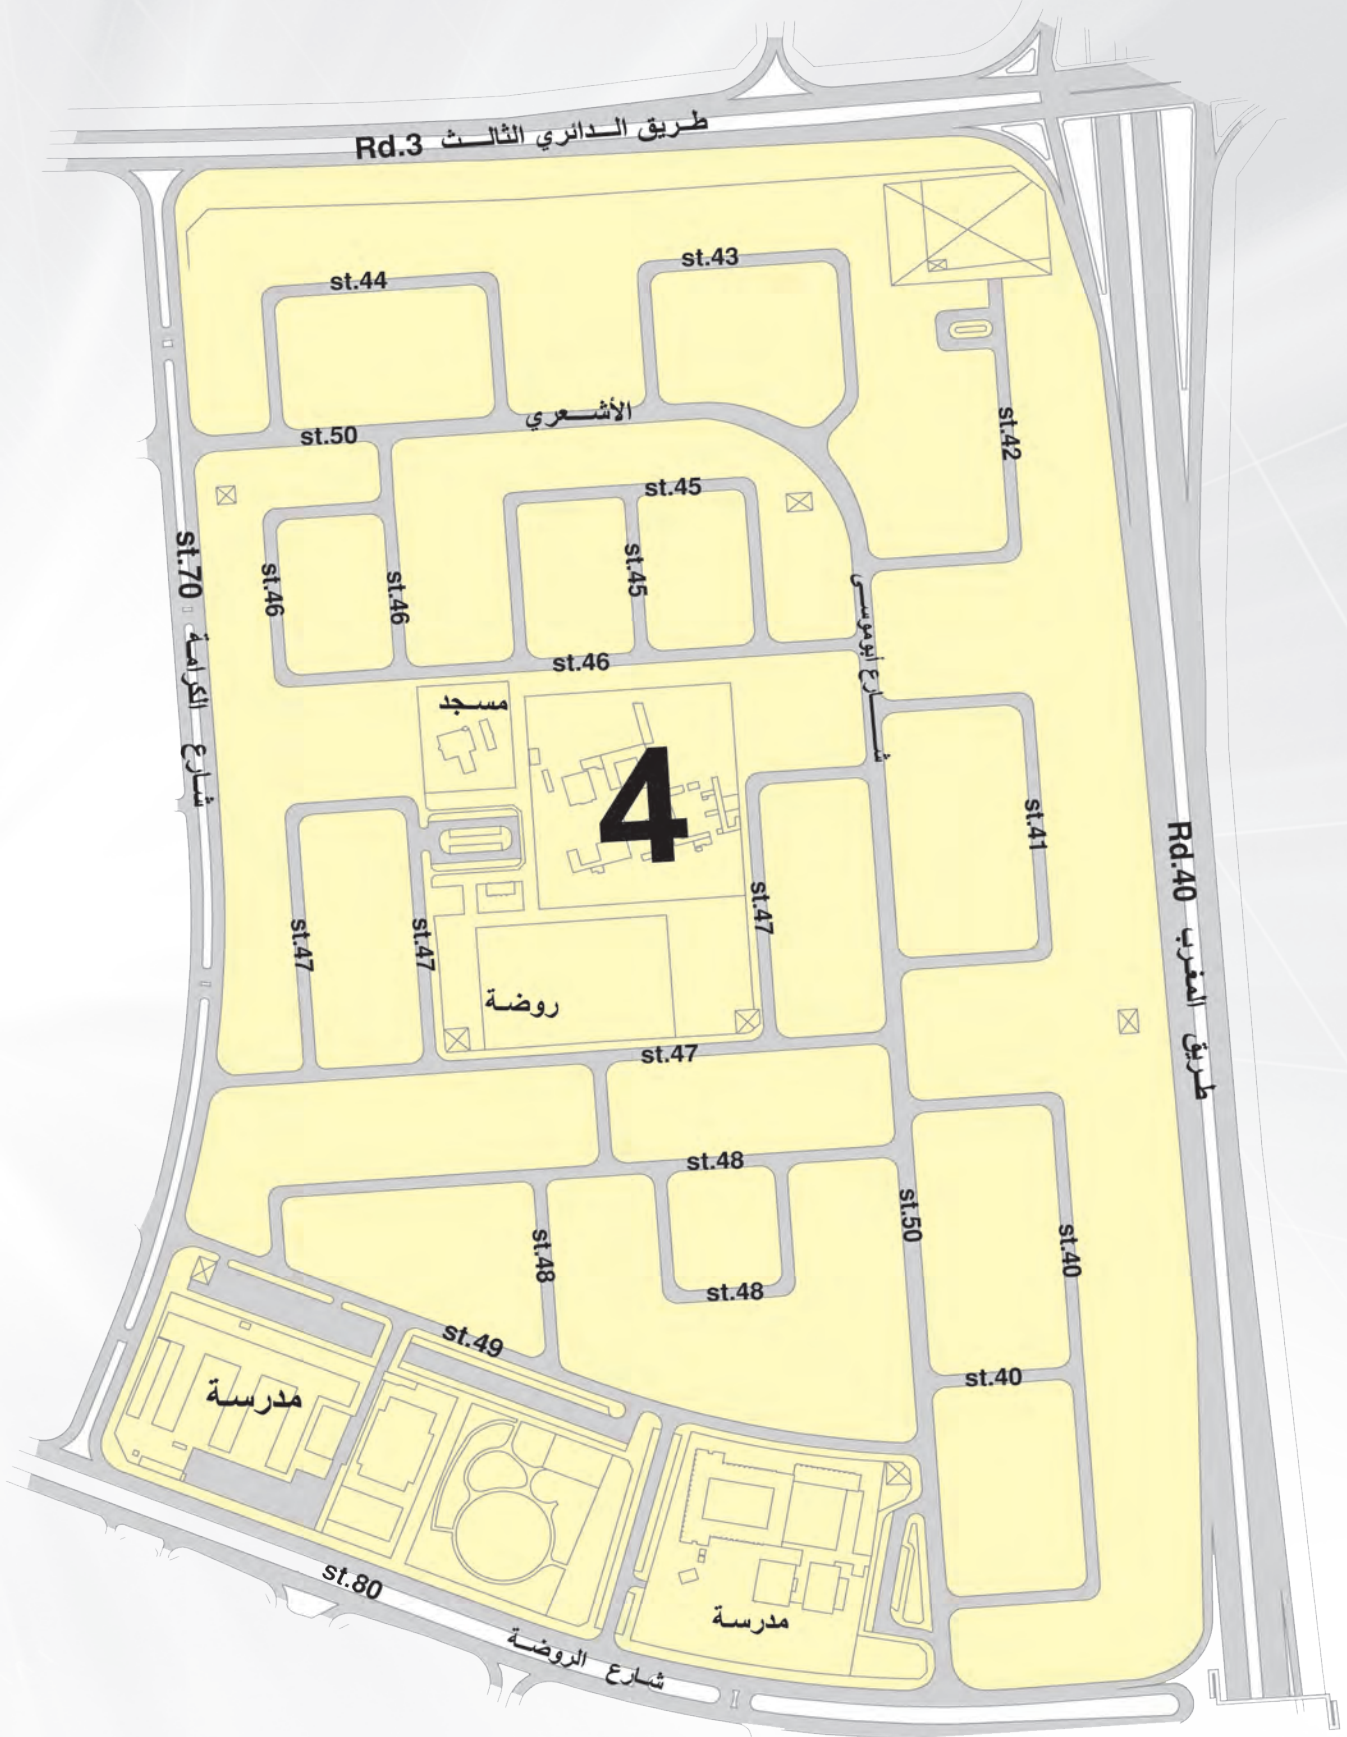 طريق الدائري الثالث Rd.3
st.43
st.44
st.42
الأشعري
st.50
st.45
st.45
st.70 شارع الكرامة
st.46
st.46
شارع أبوموسى
st.46
مسجد
4
st.41
Rd.40 طريق المغرب
st.47
st.47
st.47
روضة
st.47
st.48
st.50
st.48
st.40
st.48
st.49
st.40
مدرسة
st.80
مدرسة
شارع الروضة